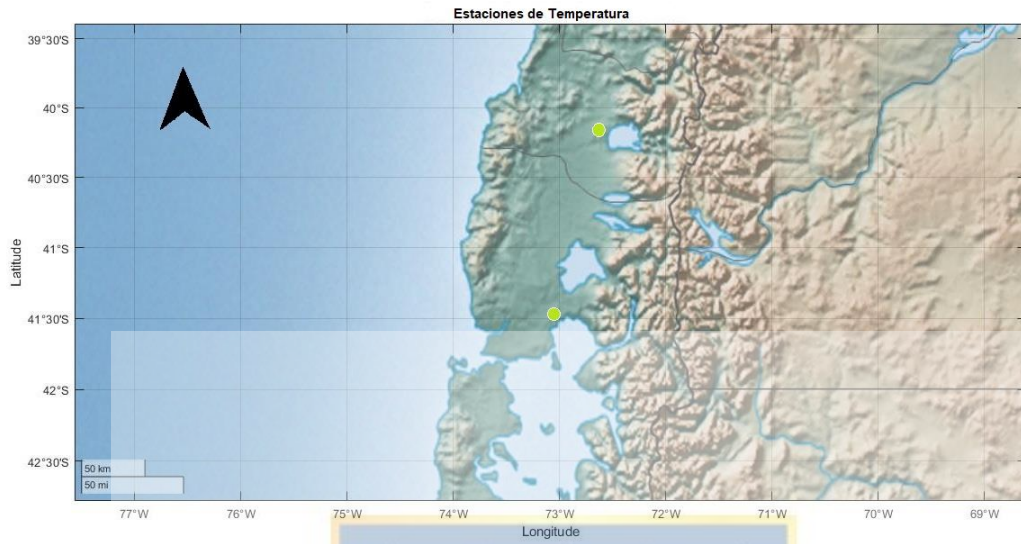 Estaciones de Temperatura
39°30'S
40°S
40°30'S
41°S
41°30'S
42°S
42°30'S
Latitude
50 km
50 mi
77°W
76°W
75°W
74°W
73°W
72°W
71°W
70°W
69°W
Longitude